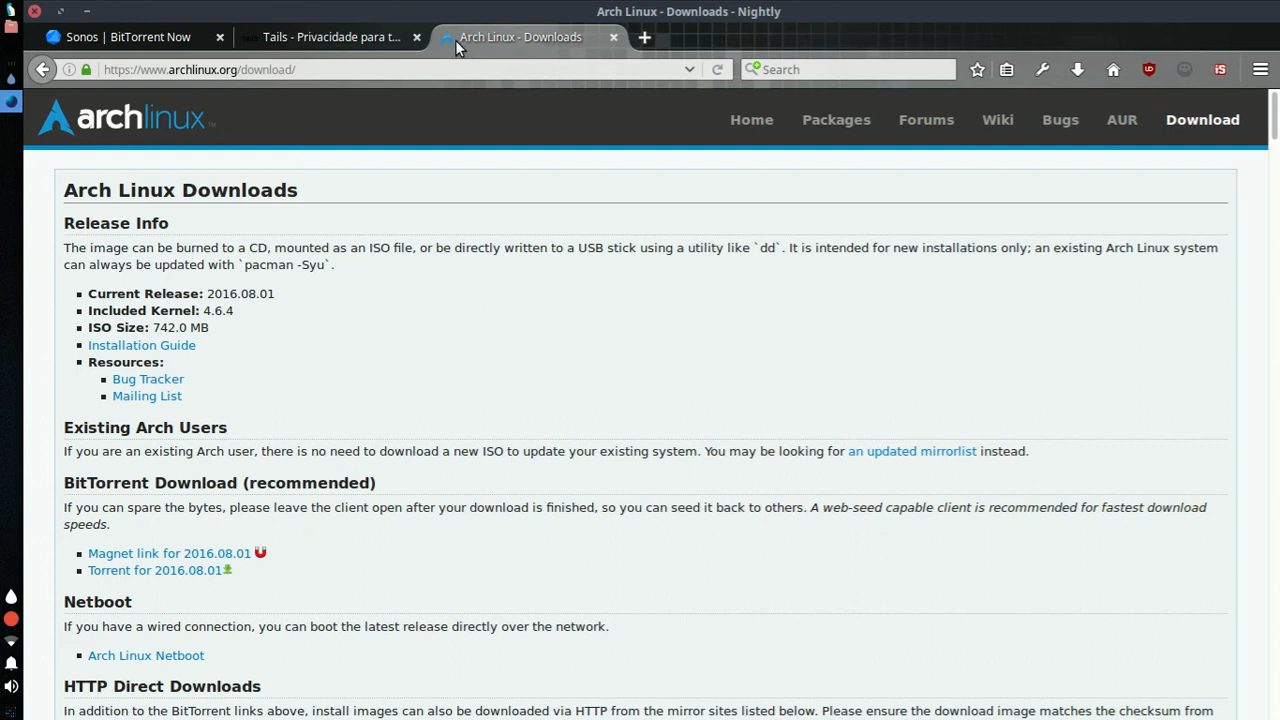 Arch Linux - Downloads - Nightly
Sonos | BitTorrent Now
Tails - Privacidade para t...
Arch Linux - Downloads
https://www.archlinux.org/download/
Search
archlinux™
Home
Packages
Forums
Wiki
Bugs
AUR
Download
Arch Linux Downloads
Release Info
The image can be burned to a CD, mounted as an ISO file, or be directly written to a USB stick using a utility like `dd`. It is intended for new installations only; an existing Arch Linux system
can always be updated with `pacman -Syu`.
Current Release: 2016.08.01
Included Kernel: 4.6.4
ISO Size: 742.0 MB
Installation Guide
Resources:
Bug Tracker
Mailing List
Existing Arch Users
If you are an existing Arch user, there is no need to download a new ISO to update your existing system. You may be looking for an updated mirrorlist instead.
BitTorrent Download (recommended)
If you can spare the bytes, please leave the client open after your download is finished, so you can seed it back to others. A web-seed capable client is recommended for fastest download
speeds.
Magnet link for 2016.08.01
Torrent for 2016.08.01
Netboot
If you have a wired connection, you can boot the latest release directly over the network.
Arch Linux Netboot
HTTP Direct Downloads
In addition to the BitTorrent links above, install images can also be downloaded via HTTP from the mirror sites listed below. Please ensure the download image matches the checksum from